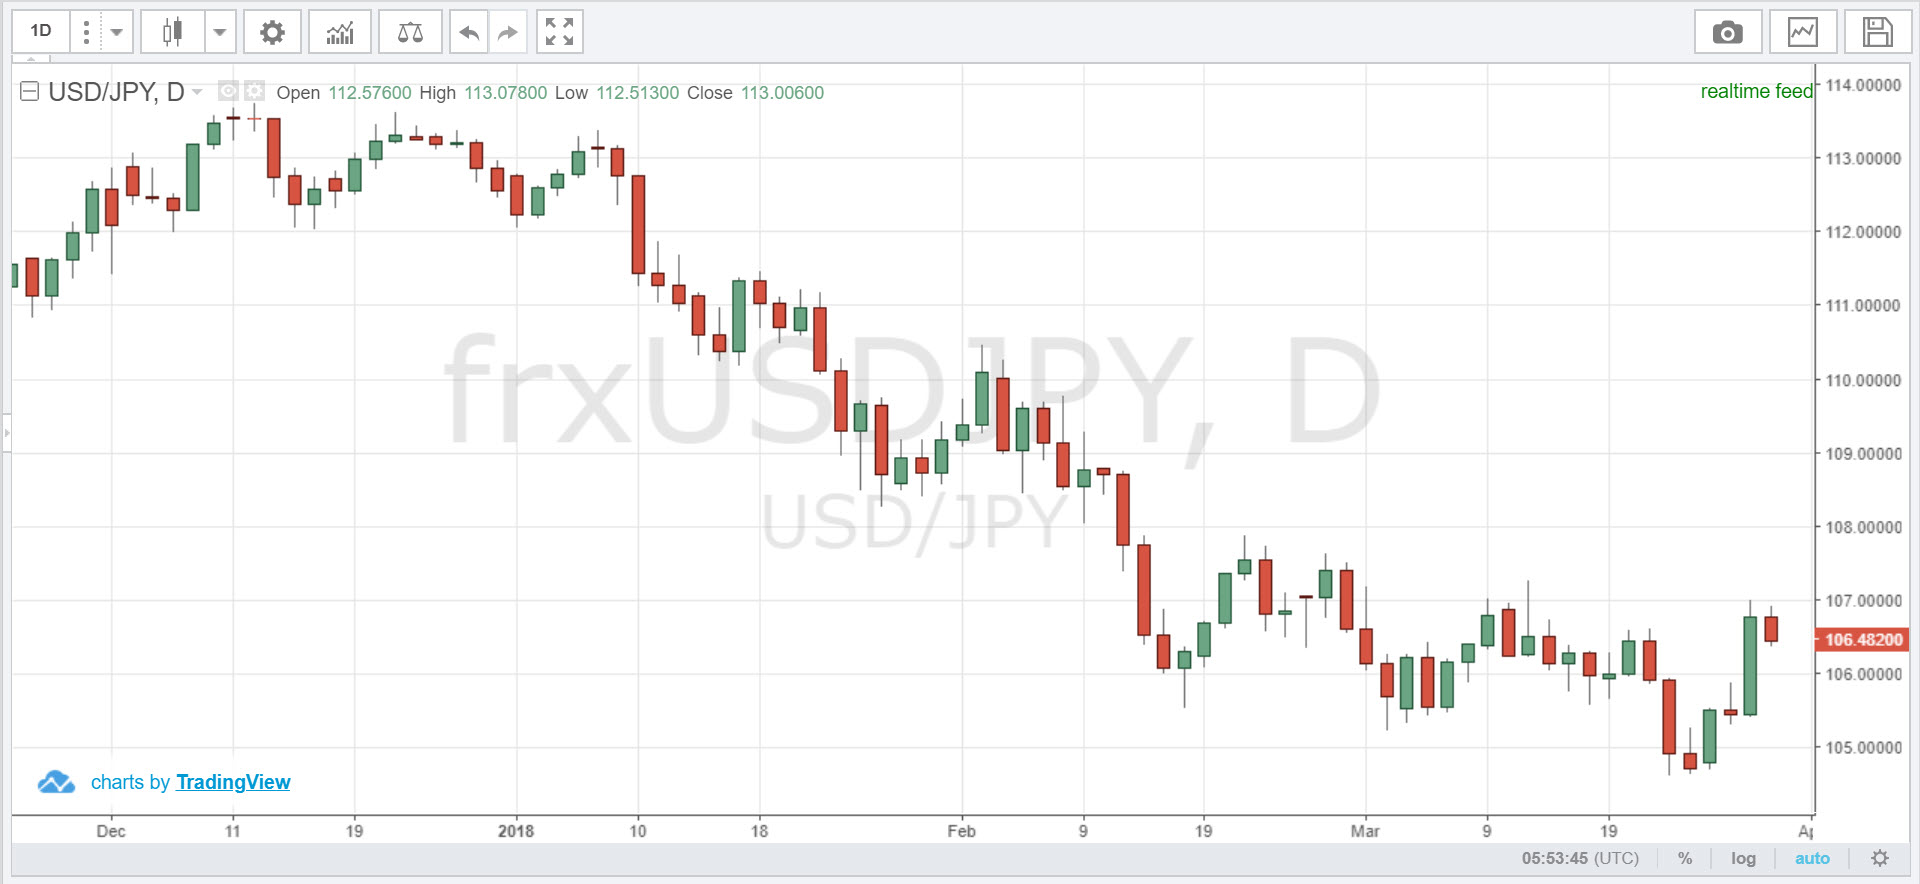 1D
USD/JPY, D Open 112.57600 High 113.07800 Low 112.51300 Close 113.00600
realtime feed
114.00000
113.00000
112.00000
111.00000
110.00000
109.00000
108.00000
107.00000
106.48200
106.00000
105.00000
frxUSDJPY, D
USD/JPY
charts by TradingView
Dec 11 19 2018 10 18 Feb 9 19 Mar 9 19 Ap
05:53:45 (UTC) % log auto